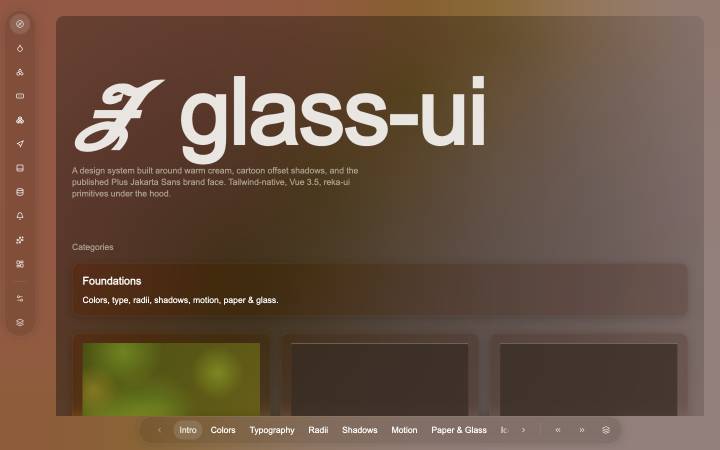 glass-ui
A design system built around warm cream, cartoon offset shadows, and the
published Plus Jakarta Sans brand face. Tailwind-native, Vue 3.5, reka-ui
primitives under the hood.
Categories
Foundations
Colors, type, radii, shadows, motion, paper & glass.
Intro Colors Typography Radii Shadows Motion Paper & Glass